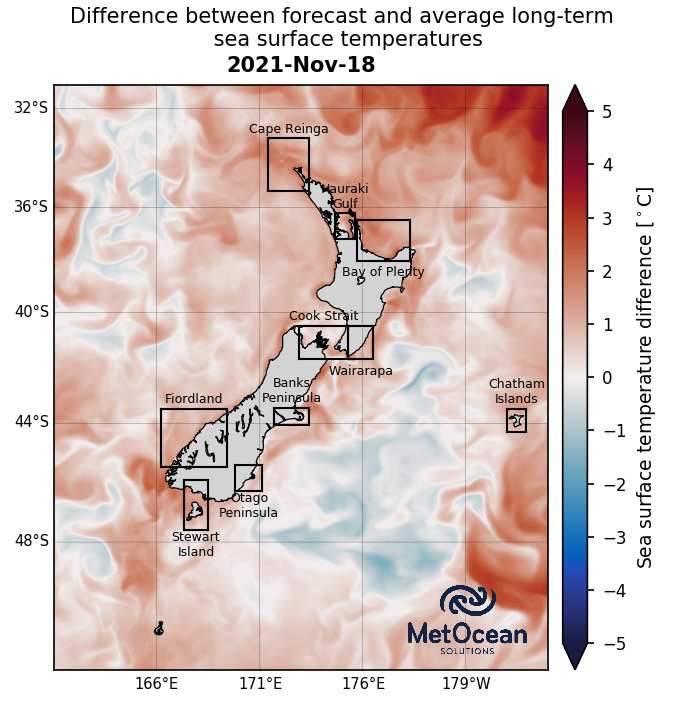 Difference between forecast and average long-term
sea surface temperatures
2021-Nov-18
32°S
36°S
40°S
44°S
48°S
Cape Reinga
Hauraki
Gulf
Bay of Plenty
Cook Strait
Wairarapa
Banks
Peninsula
Fiordland
Chatham
Islands
Otago
Peninsula
Stewart
Island
MetOcean
SOLUTIONS
166°E
171°E
176°E
179°W
5
4
3
2
1
0
−1
−2
−3
−4
−5
Sea surface temperature difference [°C]